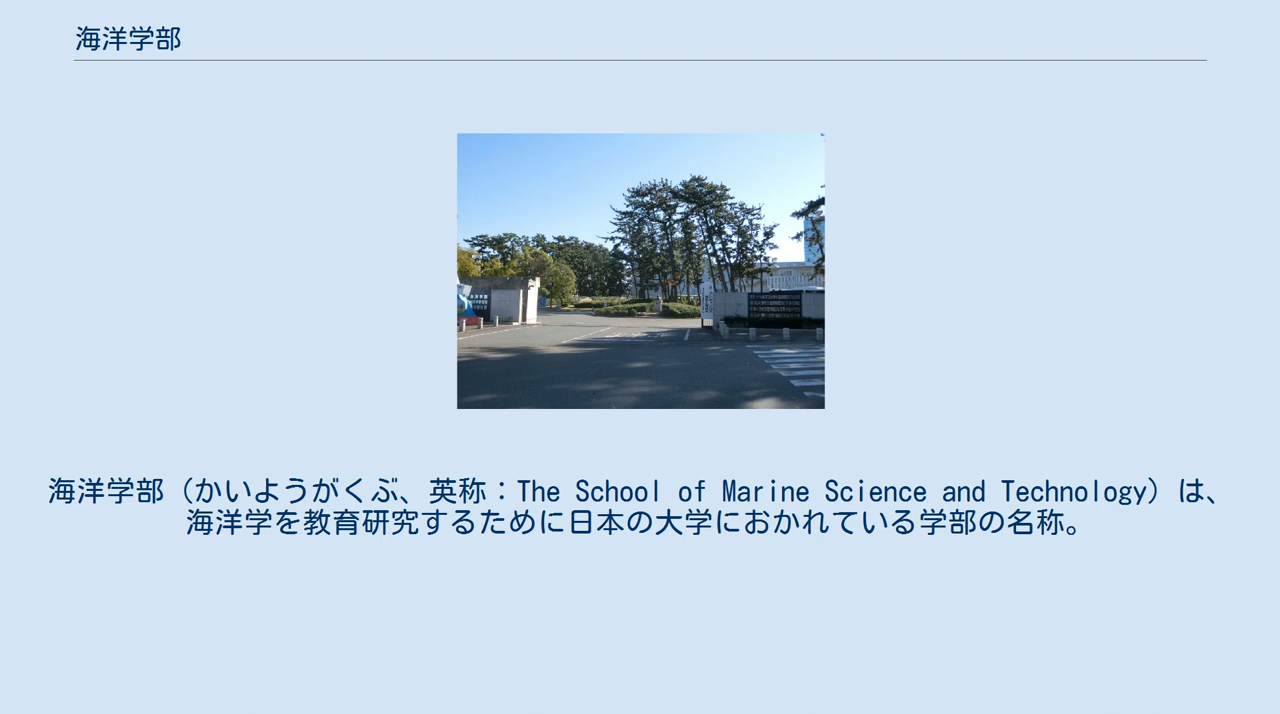 海洋学部
海洋学部（かいようがくぶ、英称：The School of Marine Science and Technology）は、
海洋学を教育研究するために日本の大学におかれている学部の名称。